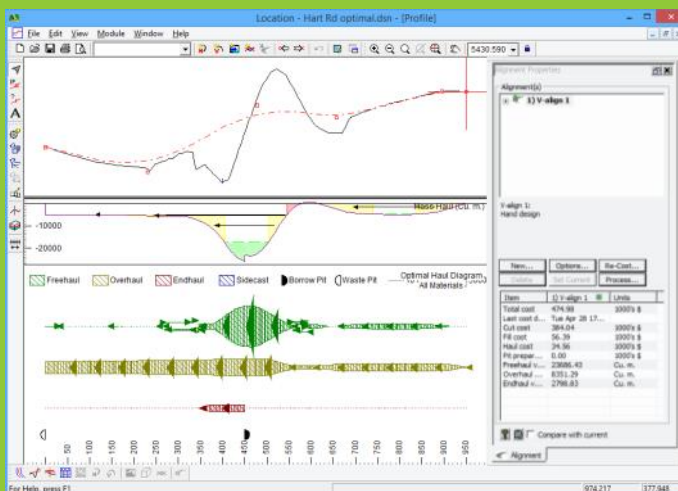 Location - Hart Rd optimal.dsn - [Profile]
File Edit View Module Window Help
5430.590
Alignment Properties
Alignment(s)
1) V-align 1
V-align 1:
Hand design
New... Options... Re-Cost...
Delete Set Current Process...
Item 1) V-align 1 Units
Total cost 474.98 1000's $
Last cost d... Tue Apr 28 17...
Cut cost 384.04 1000's $
Fill cost 56.39 1000's $
Haul cost 34.56 1000's $
Pit prepar... 0.00 1000's $
Freehaul v... 23686.43 Cu. m.
Overhaul ... 8351.29 Cu. m.
Endhaul v... 2798.83 Cu. m.
Compare with current
Alignment
Mass Haul (Cu. m.)
-10000
-20000
Freehaul Overhaul Endhaul Sidecast Borrow Pit Waste Pit
Optimal Haul Diagram
All Materials
50 100 150 200 250 300 350 400 450 500 550 600 650 700 750 800 850 900 950
For Help, press F1
974.217 377.948